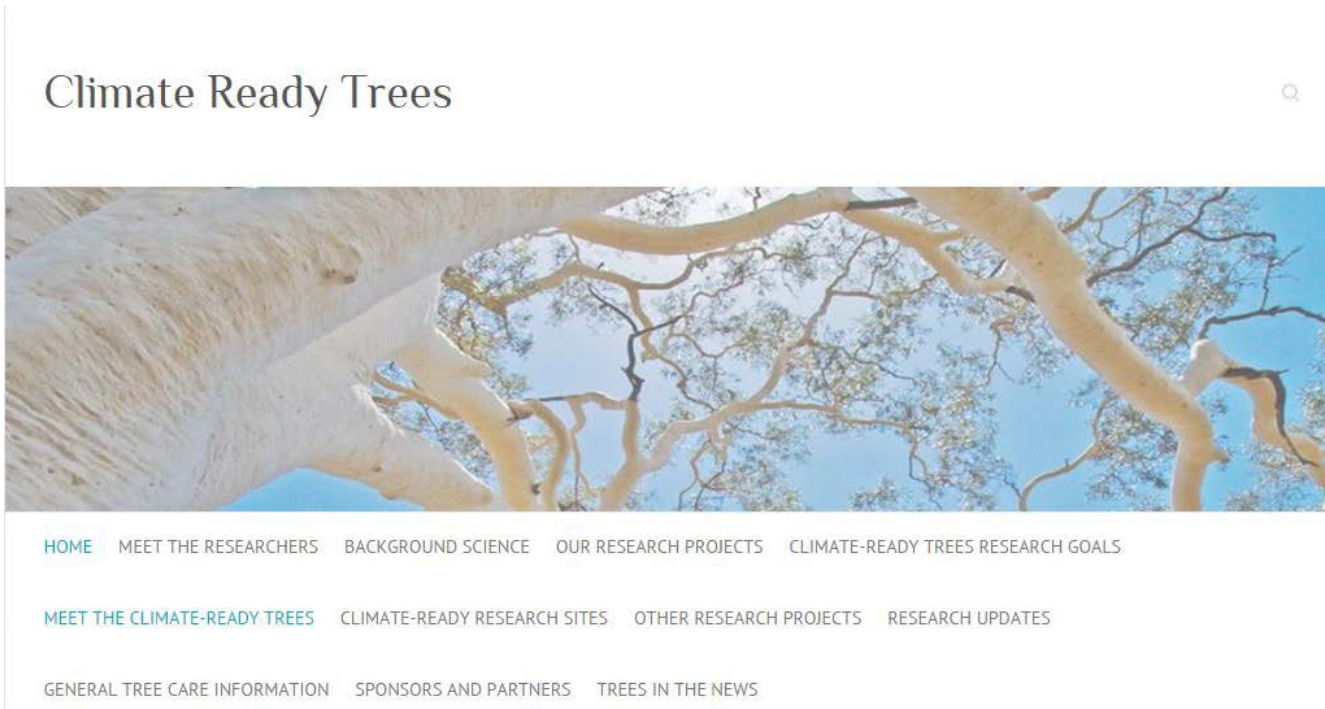 Climate Ready Trees
HOME MEET THE RESEARCHERS BACKGROUND SCIENCE OUR RESEARCH PROJECTS CLIMATE-READY TREES RESEARCH GOALS
MEET THE CLIMATE-READY TREES CLIMATE-READY RESEARCH SITES OTHER RESEARCH PROJECTS RESEARCH UPDATES
GENERAL TREE CARE INFORMATION SPONSORS AND PARTNERS TREES IN THE NEWS